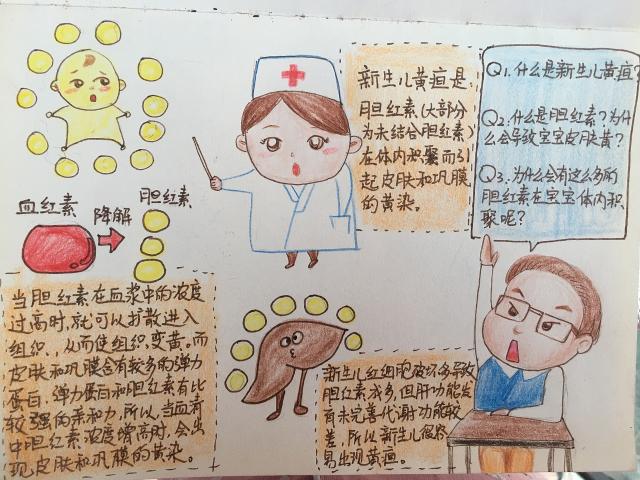 新生儿黄疸是:
胆红素(大部分
为未结合胆红素)
在体内积聚而引
起皮肤和巩膜
的黄染。
Q1.什么是新生儿黄疸?
Q2.什么是胆红素?为什
么会导致宝宝皮肤黄?
Q3.为什么会有这么多的
胆红素在宝宝体内积
聚呢?
血红素
降解
胆红素
当胆红素在血浆中的浓度
过高时,就可以扩散进入
组织,从而使组织变黄。而
皮肤和巩膜含有较多的弹力
蛋白,弹力蛋白和胆红素有比
较强的亲和力,所以,当血清
中胆红素浓度增高时,会出
现皮肤和巩膜的黄染。
新生儿红细胞破坏多导致
胆红素成多,但肝功能发
育未完善代谢功能较
差,所以新生儿很容
易出现黄疸。